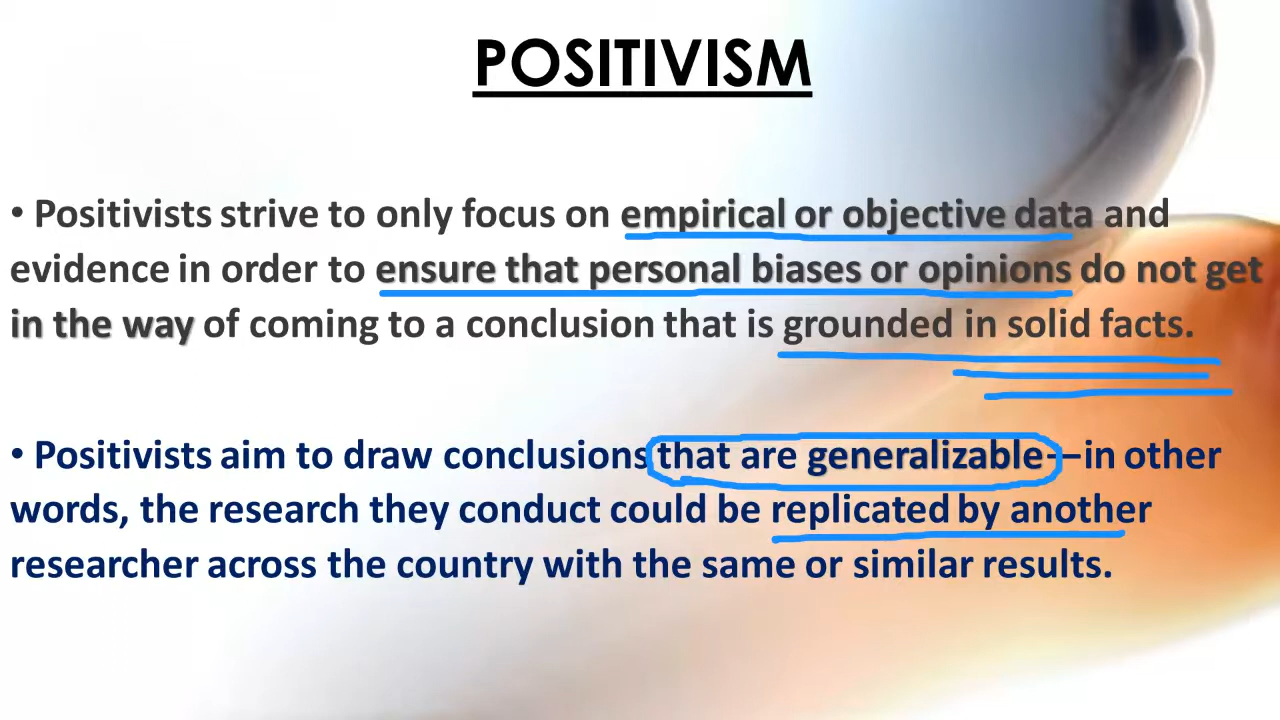 POSITIVISM
• Positivists strive to only focus on empirical or objective data and
evidence in order to ensure that personal biases or opinions do not get
in the way of coming to a conclusion that is grounded in solid facts.
• Positivists aim to draw conclusions that are generalizable—in other
words, the research they conduct could be replicated by another
researcher across the country with the same or similar results.